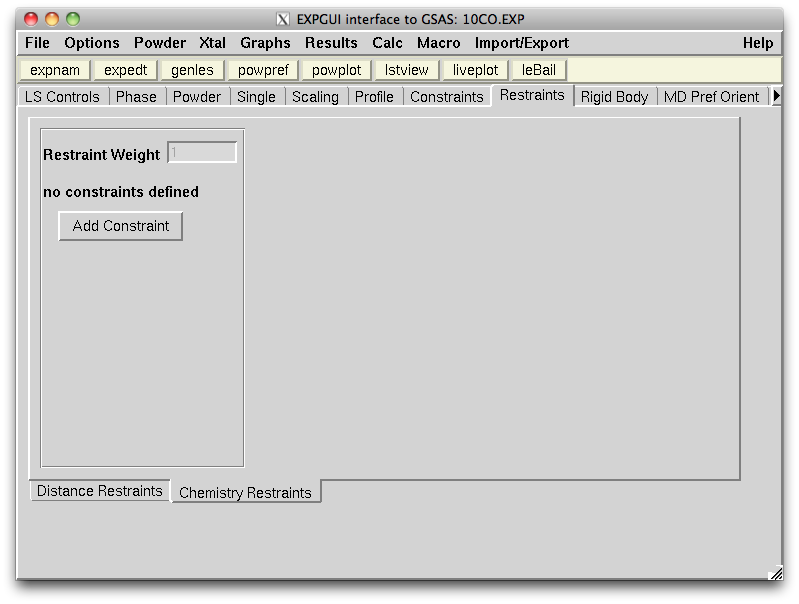 EXPGUI interface to GSAS: 10CO.EXP
File Options Powder Xtal Graphs Results Calc Macro Import/Export Help
expnam expedt genles powpref powplot lstview liveplot leBail
LS Controls Phase Powder Single Scaling Profile Constraints Restraints Rigid Body MD Pref Orient
Restraint Weight 1
no constraints defined
Add Constraint
Distance Restraints Chemistry Restraints